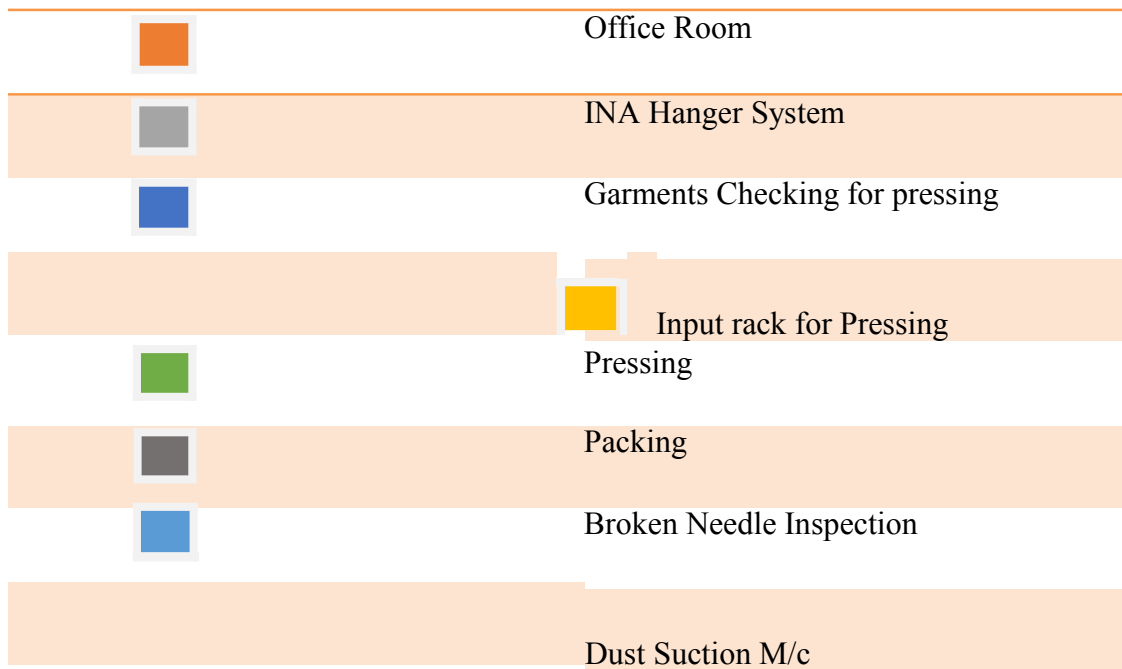 Office Room
INA Hanger System
Garments Checking for pressing
Input rack for Pressing
Pressing
Packing
Broken Needle Inspection
Dust Suction M/c